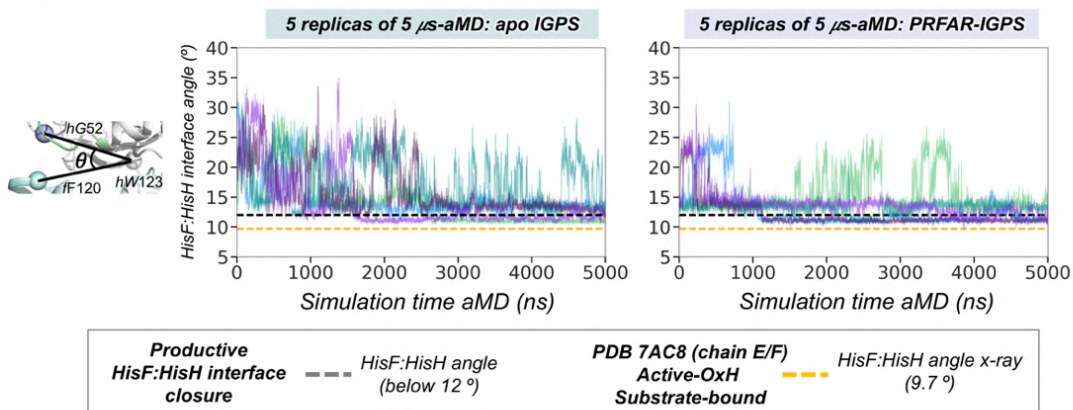 5 replicas of 5 μs-aMD: apo IGPS
5 replicas of 5 μs-aMD: PRFAR-IGPS
hG52
θ
fF120
hW123
HisF:HisH interface angle (º)
40
35
30
25
20
15
10
5
0
1000
2000
3000
4000
5000
Simulation time aMD (ns)
40
35
30
25
20
15
10
5
0
1000
2000
3000
4000
5000
Simulation time aMD (ns)
Productive
HisF:HisH interface
closure
HisF:HisH angle
(below 12 º)
PDB 7AC8 (chain E/F)
Active-OxH
Substrate-bound
HisF:HisH angle x-ray
(9.7 º)